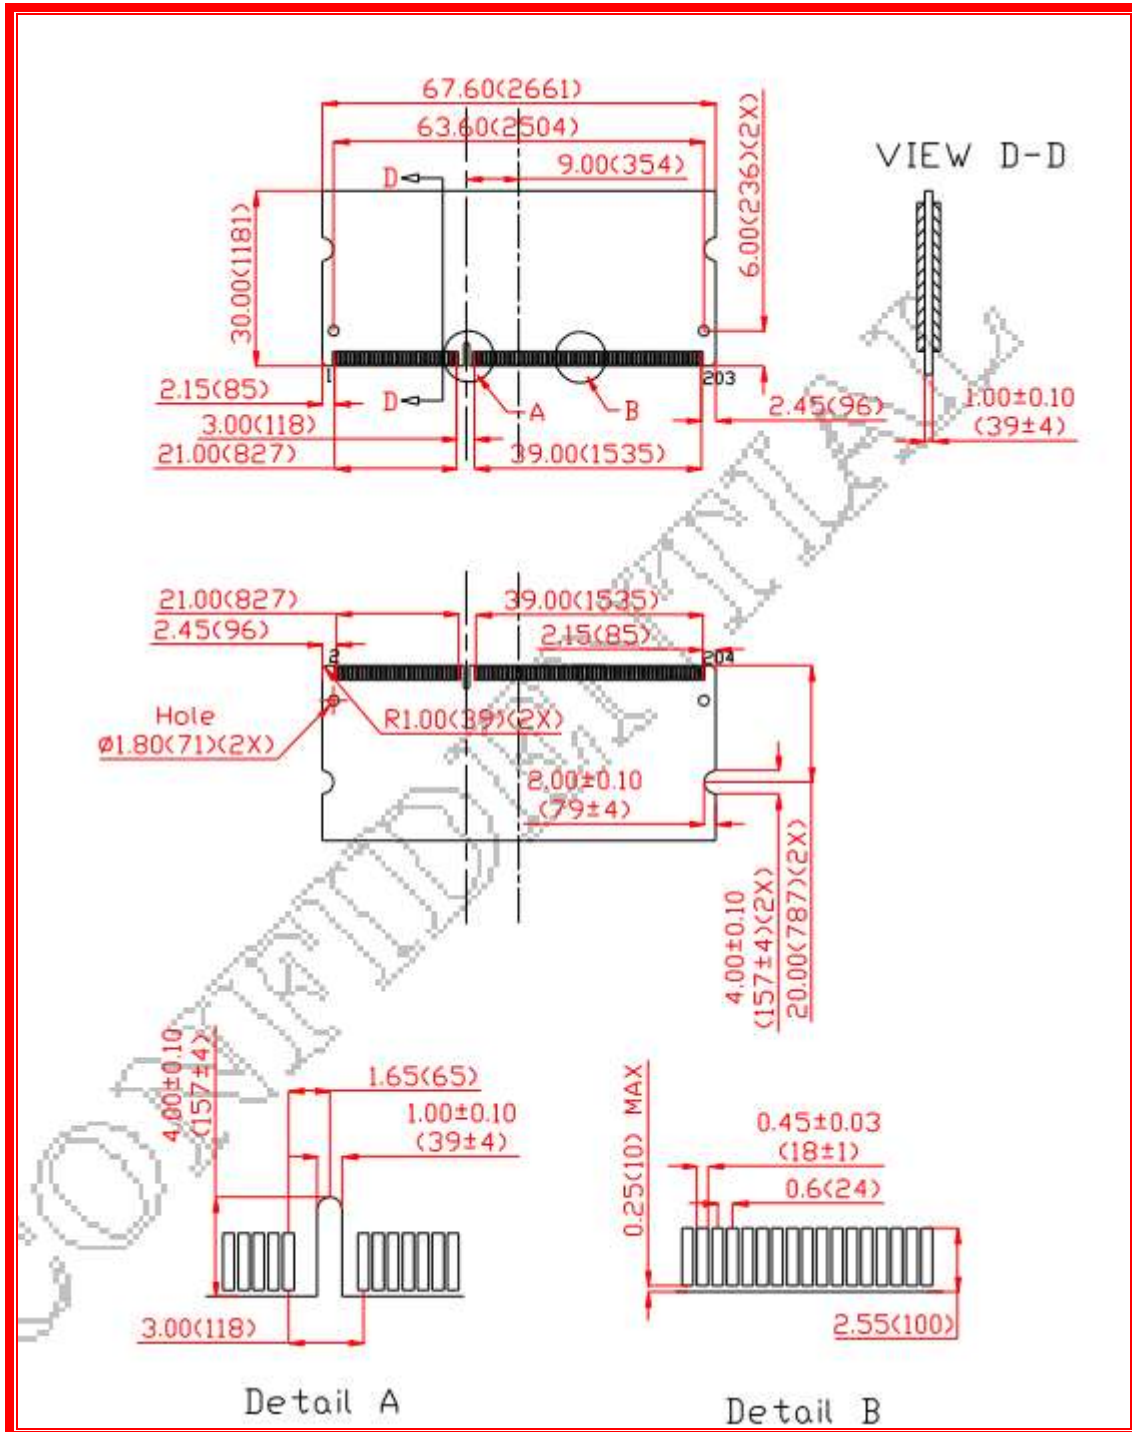 67.60(2661)
63.60(2504)
9.00(354)
6.00(236)(2X)
VIEW D-D
D
30.00(1181)
1
203
2.15(85)
D
A
B
2.45(96)
1.00±0.10
(39±4)
3.00(118)
21.00(827)
39.00(1535)
CONFIDENTIAL
21.00(827)
39.00(1535)
2.45(96)
2.15(85)
2
204
Hole
Ø1.80(71)(2X)
R1.00(39)(2X)
2.00±0.10
(79±4)
4.00±0.10
(157±4)(2X)
20.00(787)(2X)
4.00±0.10
(157±4)
1.65(65)
1.00±0.10
(39±4)
3.00(118)
Detail A
0.25(10) MAX
0.45±0.03
(18±1)
0.6(24)
2.55(100)
Detail B